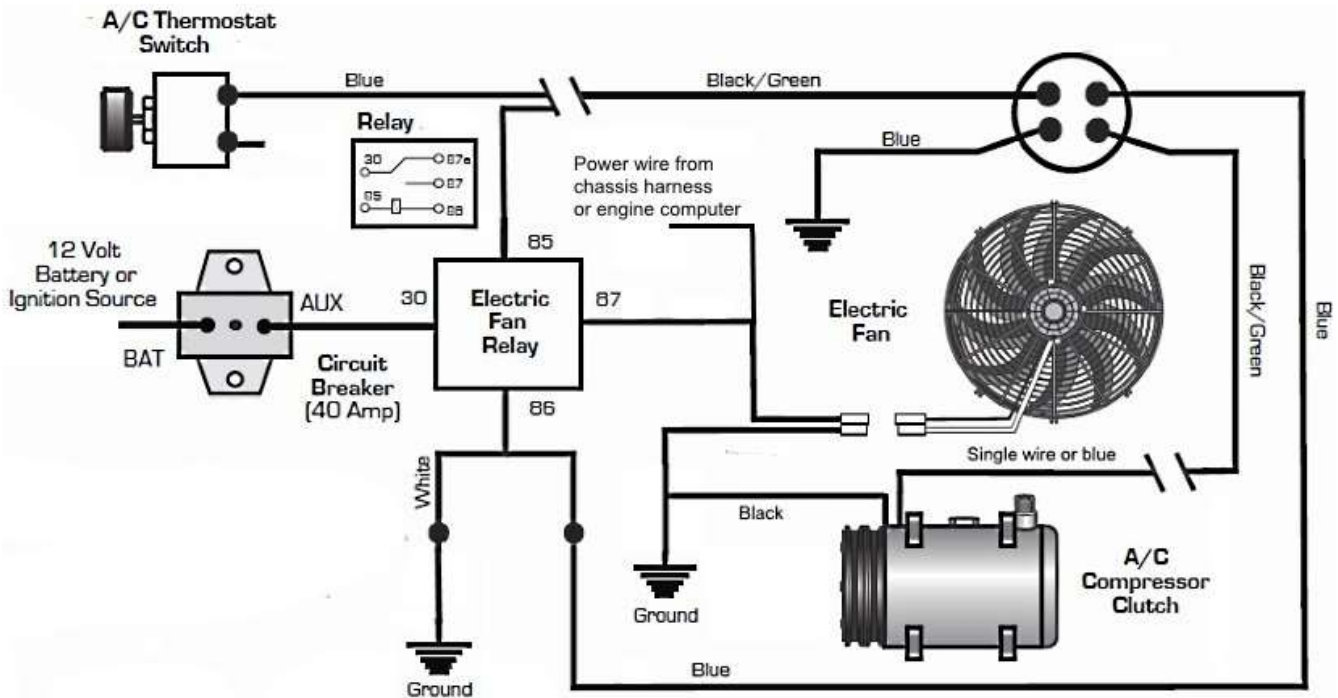 A/C Thermostat
Switch
Blue
Black/Green
Relay
30
87a
87
85
86
Blue
Power wire from
chassis harness
or engine computer
12 Volt
Battery or
Ignition Source
AUX
BAT
Circuit
Breaker
(40 Amp)
85
30
Electric
Fan
Relay
87
86
Electric
Fan
Black/Green
Blue
Single wire or blue
White
Black
Ground
A/C
Compressor
Clutch
Ground
Blue